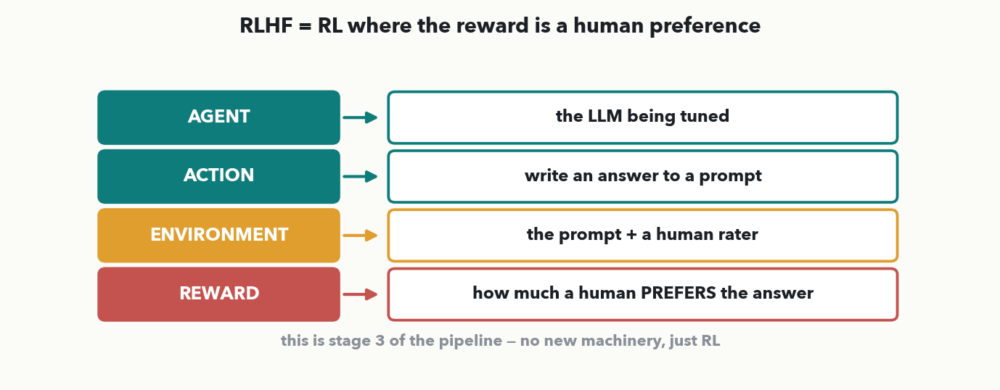 RLHF = RL where the reward is a human preference
AGENT
the LLM being tuned
ACTION
write an answer to a prompt
ENVIRONMENT
the prompt + a human rater
REWARD
how much a human PREFERS the answer
this is stage 3 of the pipeline — no new machinery, just RL